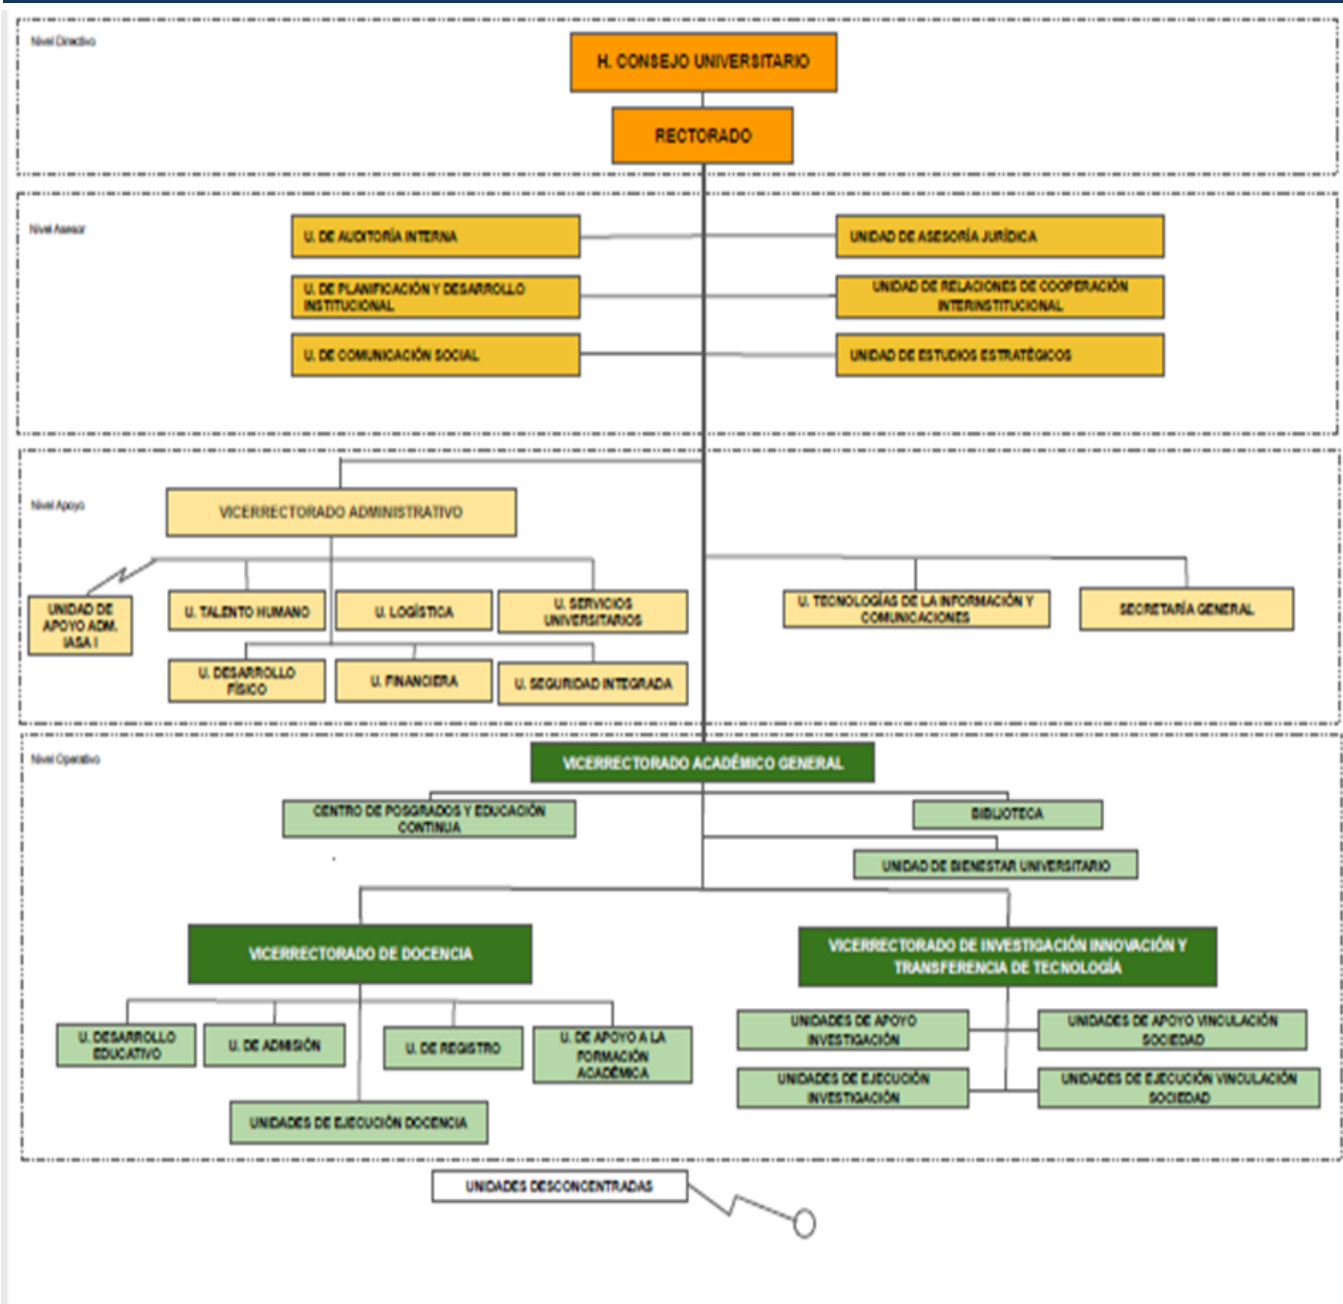 Nivel Directivo
H. CONSEJO UNIVERSITARIO
RECTORADO
Nivel Asesor
U. DE AUDITORÍA INTERNA
UNIDAD DE ASESORÍA JURÍDICA
U. DE PLANIFICACIÓN Y DESARROLLO
INSTITUCIONAL
UNIDAD DE RELACIONES DE COOPERACIÓN
INTERINSTITUCIONAL
U. DE COMUNICACIÓN SOCIAL
UNIDAD DE ESTUDIOS ESTRATÉGICOS
Nivel Apoyo
VICERRECTORADO ADMINISTRATIVO
UNIDAD DE
APOYO ADM.
IASA I
U. TALENTO HUMANO
U. LOGÍSTICA
U. SERVICIOS
UNIVERSITARIOS
U. TECNOLOGÍAS DE LA INFORMACIÓN Y
COMUNICACIONES
SECRETARÍA GENERAL
U. DESARROLLO
FÍSICO
U. FINANCIERA
U. SEGURIDAD INTEGRADA
Nivel Operativo
VICERRECTORADO ACADÉMICO GENERAL
CENTRO DE POSGRADOS Y EDUCACIÓN
CONTINUA
BIBLIOTECA
UNIDAD DE BIENESTAR UNIVERSITARIO
VICERRECTORADO DE DOCENCIA
VICERRECTORADO DE INVESTIGACIÓN INNOVACIÓN Y
TRANSFERENCIA DE TECNOLOGÍA
U. DESARROLLO
EDUCATIVO
U. DE ADMISIÓN
U. DE REGISTRO
U. DE APOYO A LA
FORMACIÓN
ACADÉMICA
UNIDADES DE APOYO
INVESTIGACIÓN
UNIDADES DE APOYO VINCULACIÓN
SOCIEDAD
UNIDADES DE EJECUCIÓN
INVESTIGACIÓN
UNIDADES DE EJECUCIÓN VINCULACIÓN
SOCIEDAD
UNIDADES DE EJECUCIÓN DOCENCIA
UNIDADES DESCONCENTRADAS